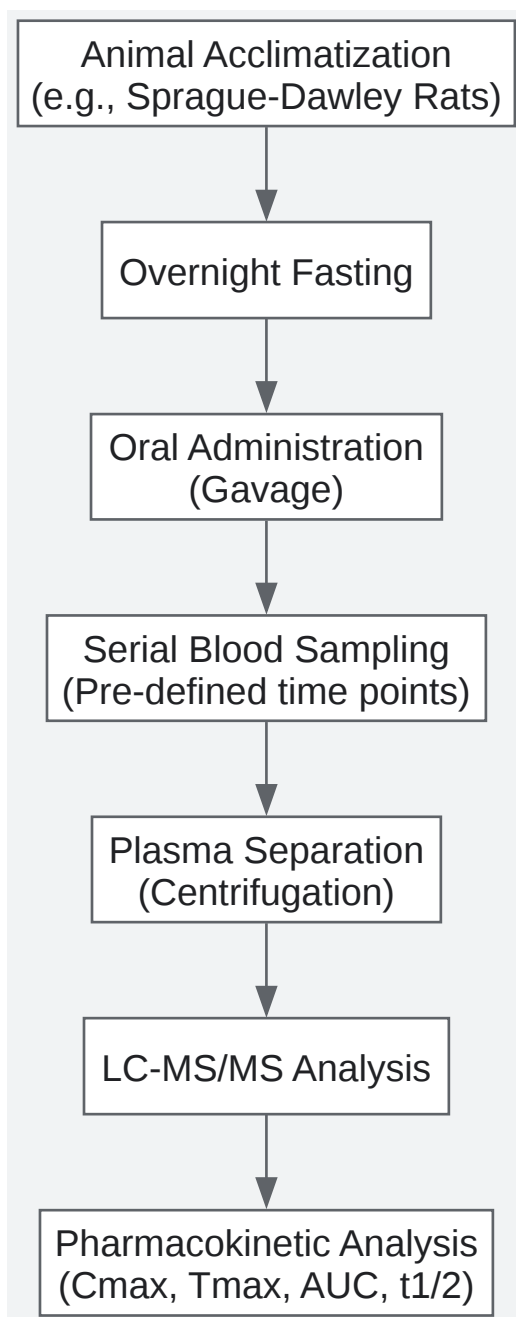 Animal Acclimatization
(e.g., Sprague-Dawley Rats)
Overnight Fasting
Oral Administration
(Gavage)
Serial Blood Sampling
(Pre-defined time points)
Plasma Separation
(Centrifugation)
LC-MS/MS Analysis
Pharmacokinetic Analysis
(Cmax, Tmax, AUC, t1/2)